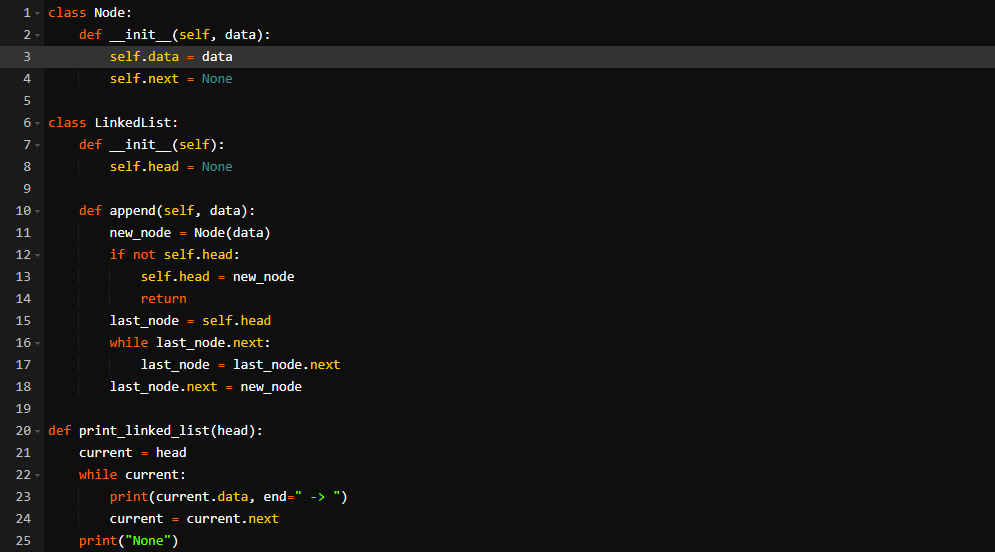 1 class Node:
2     def __init__(self, data):
3         self.data = data
4         self.next = None
5
6 class LinkedList:
7     def __init__(self):
8         self.head = None
9
10     def append(self, data):
11         new_node = Node(data)
12         if not self.head:
13             self.head = new_node
14             return
15         last_node = self.head
16         while last_node.next:
17             last_node = last_node.next
18         last_node.next = new_node
19
20 def print_linked_list(head):
21     current = head
22     while current:
23         print(current.data, end=" -> ")
24         current = current.next
25     print("None")